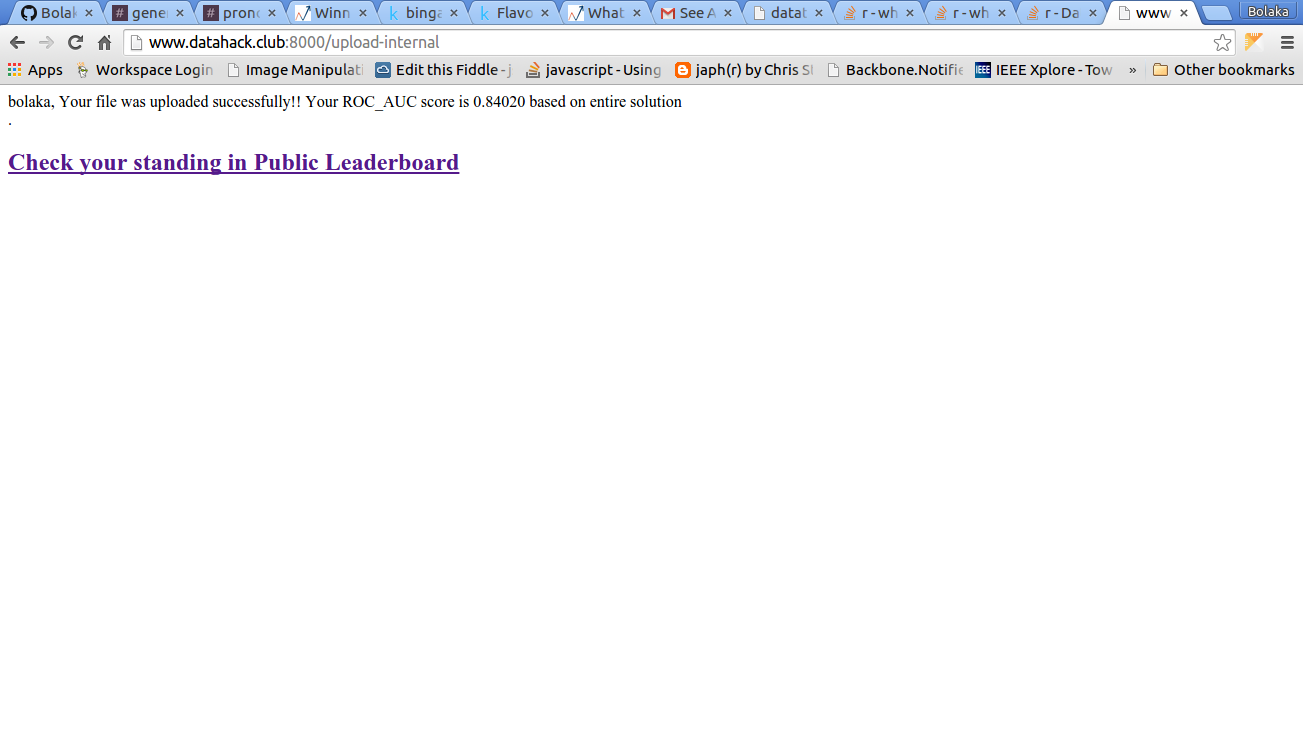 Bolak gene pronc Winn binga Flavo What See A datat r - wh r - wh r - Da www Bolaka
www.datahack.club:8000/upload-internal
Apps Workspace Login Image Manipulati Edit this Fiddle - j javascript - Using japh(r) by Chris St Backbone.Notifie IEEE IEEE Xplore - Tow » Other bookmarks
bolaka, Your file was uploaded successfully!! Your ROC_AUC score is 0.84020 based on entire solution
.
Check your standing in Public Leaderboard